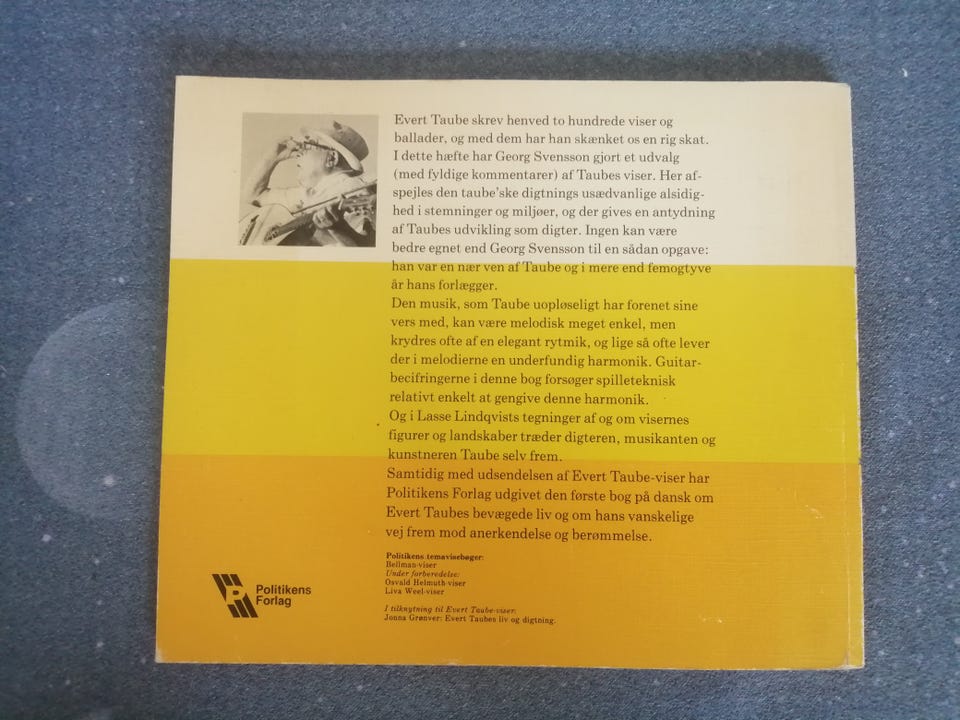 Evert Taube skrev henved to hundrede viser og
ballader, og med dem har han skænket os en rig skat.
I dette hæfte har Georg Svensson gjort et udvalg
(med fyldige kommentarer) af Taubes viser. Her af-
spejles den taube'ske digtnings usædvanlige alsidig-
hed i stemninger og miljøer, og der gives en antydning
af Taubes udvikling som digter. Ingen kan være
bedre egnet end Georg Svensson til en sådan opgave:
han var en nær ven af Taube og i mere end femogtyve
år hans forlægger.
Den musik, som Taube uopløseligt har forenet sine
vers med, kan være melodisk meget enkel, men
krydres ofte af en elegant rytmik, og lige så ofte lever
der i melodierne en underfundig harmonik. Guitar-
becifringerne i denne bog forsøger spilleteknisk
relativt enkelt at gengive denne harmonik.
Og i Lasse Lindqvists tegninger af og om visernes
figurer og landskaber træder digteren, musikanten og
kunstneren Taube selv frem.
Samtidig med udsendelsen af Evert Taube-viser har
Politikens Forlag udgivet den første bog på dansk om
Evert Taubes bevægede liv og om hans vanskelige
vej frem mod anerkendelse og berømmelse.
Politikens temavisebøger:
Bellman-viser
Under forberedelse:
Osvald Helmuth-viser
Liva Weel-viser
I tilknytning til Evert Taube-viser:
Jonna Grønver: Evert Taubes liv og digtning.
P
Politikens
Forlag